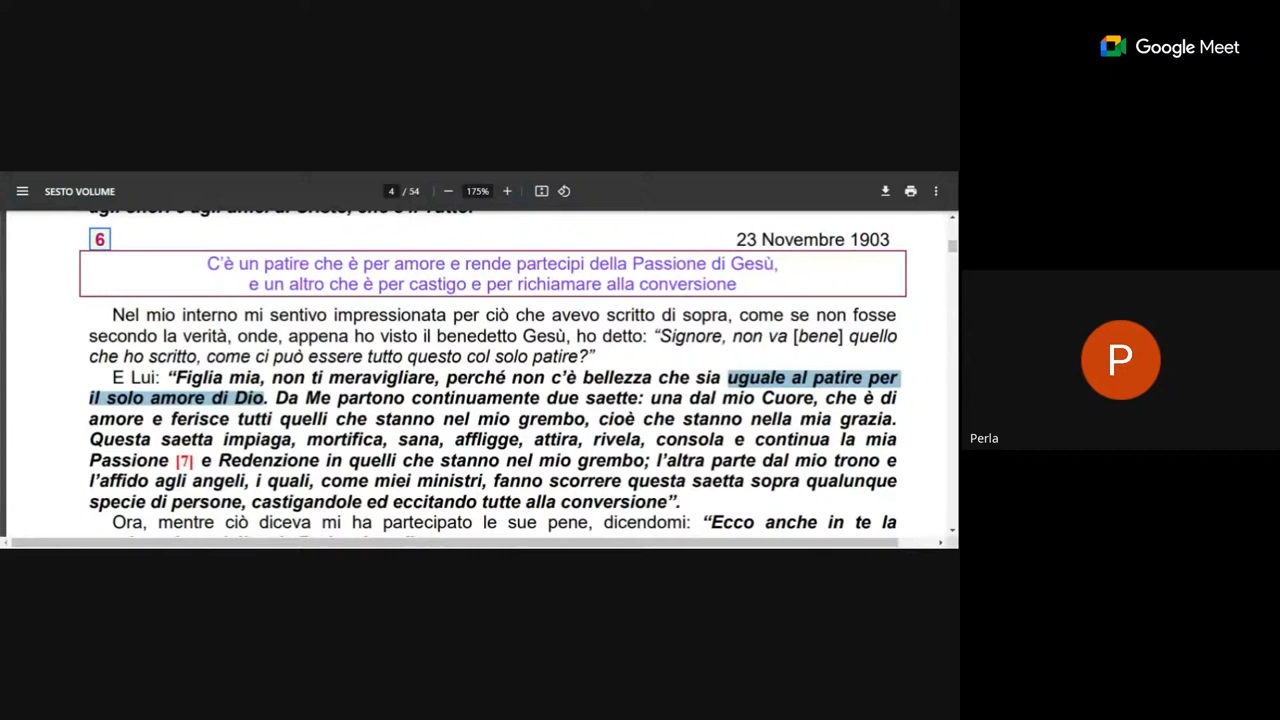 Google Meet
SESTO VOLUME
4 / 54
175%
6
23 Novembre 1903
C'è un patire che è per amore e rende partecipi della Passione di Gesù,
e un altro che è per castigo e per richiamare alla conversione
Nel mio interno mi sentivo impressionata per ciò che avevo scritto di sopra, come se non fosse
secondo la verità, onde, appena ho visto il benedetto Gesù, ho detto: “Signore, non va [bene] quello
che ho scritto, come ci può essere tutto questo col solo patire?”
E Lui: “Figlia mia, non ti meravigliare, perché non c’è bellezza che sia uguale al patire per
il solo amore di Dio. Da Me partono continuamente due saette: una dal mio Cuore, che è di
amore e ferisce tutti quelli che stanno nel mio grembo, cioè che stanno nella mia grazia.
Questa saetta impiaga, mortifica, sana, affligge, attira, rivela, consola e continua la mia
Passione [7] e Redenzione in quelli che stanno nel mio grembo; l’altra parte dal mio trono e
l’affido agli angeli, i quali, come miei ministri, fanno scorrere questa saetta sopra qualunque
specie di persone, castigandole ed eccitando tutte alla conversione”.
Ora, mentre ciò diceva mi ha partecipato le sue pene, dicendomi: “Ecco anche in te la
P
Perla